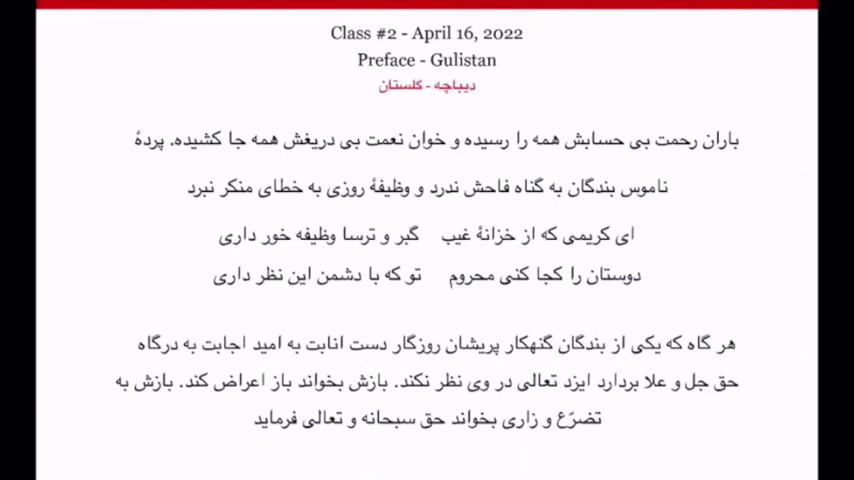 Class #2 - April 16, 2022
Preface - Gulistan
دیباچه - گلستان
باران رحمت بی حسابش همه را رسیده و خوان نعمت بی دریغش همه جا کشیده. پردهٔ
ناموس بندگان به گناه فاحش ندرد و وظیفهٔ روزی به خطای منکر نبرد
ای کریمی که از خزانهٔ غیب گبر و ترسا وظیفه خور داری
دوستان را کجا کنی محروم تو که با دشمن این نظر داری
هر گاه که یکی از بندگان گنهکار پریشان روزگار دست انابت به امید اجابت به درگاه
حق جل و علا بردارد ایزد تعالی در وی نظر نکند. بازش بخواند باز اعراض کند. بازش به
تضرّع و زاری بخواند حق سبحانه و تعالی فرماید